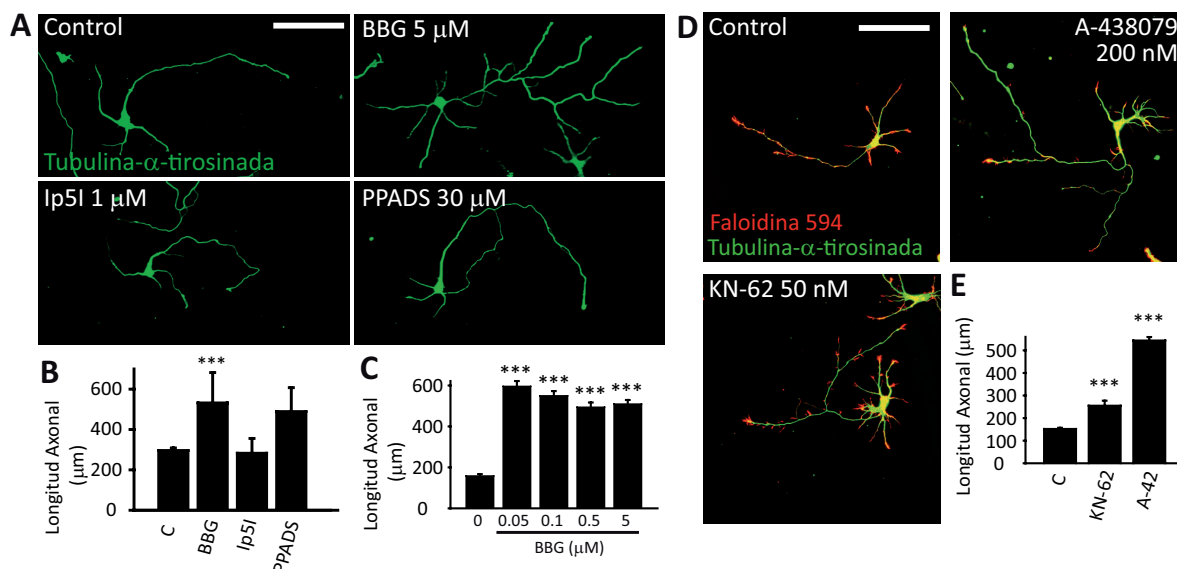 A
Control
BBG 5 μM
Tubulina-α-tirosinada
Ip5I 1 μM
PPADS 30 μM
B
***
Longitud Axonal
(μm)
600
400
200
0
C
BBG
Ip5I
PPADS
C
*** *** *** ***
Longitud Axonal
(μm)
600
400
200
0
0 0.05 0.1 0.5 5
BBG (μM)
D
Control
A-438079
200 nM
Faloidina 594
Tubulina-α-tirosinada
KN-62 50 nM
E
***
***
Longitud Axonal (μm)
500
400
300
200
100
0
C
KN-62
A-42